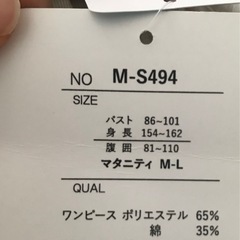 NO M-S494
SIZE
バスト 86~101
身長 154~162
腹囲 81~110
マタニティ M-L
QUAL
ワンピース ポリエステル 65%
綿 35%